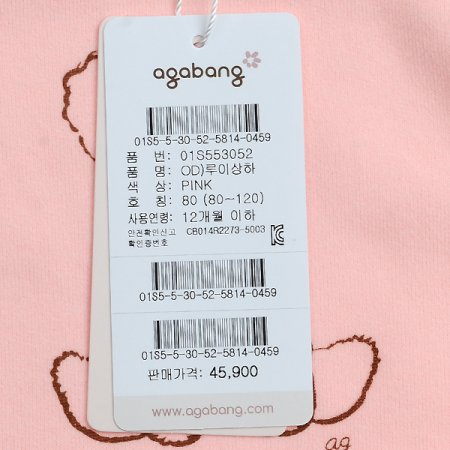 agabang
01S5-5-30-52-5814-0459
품 번: 01S553052
품 명: OD)루이상하
색 상: PINK
호 칭: 80 (80~120)
사용연령: 12개월 이하
안전확인신고 CB014R2273-5003
확인증번호
01S5-5-30-52-5814-0459
01S5-5-30-52-5814-0459
판매가격: 45,900
www.agabang.com
ag